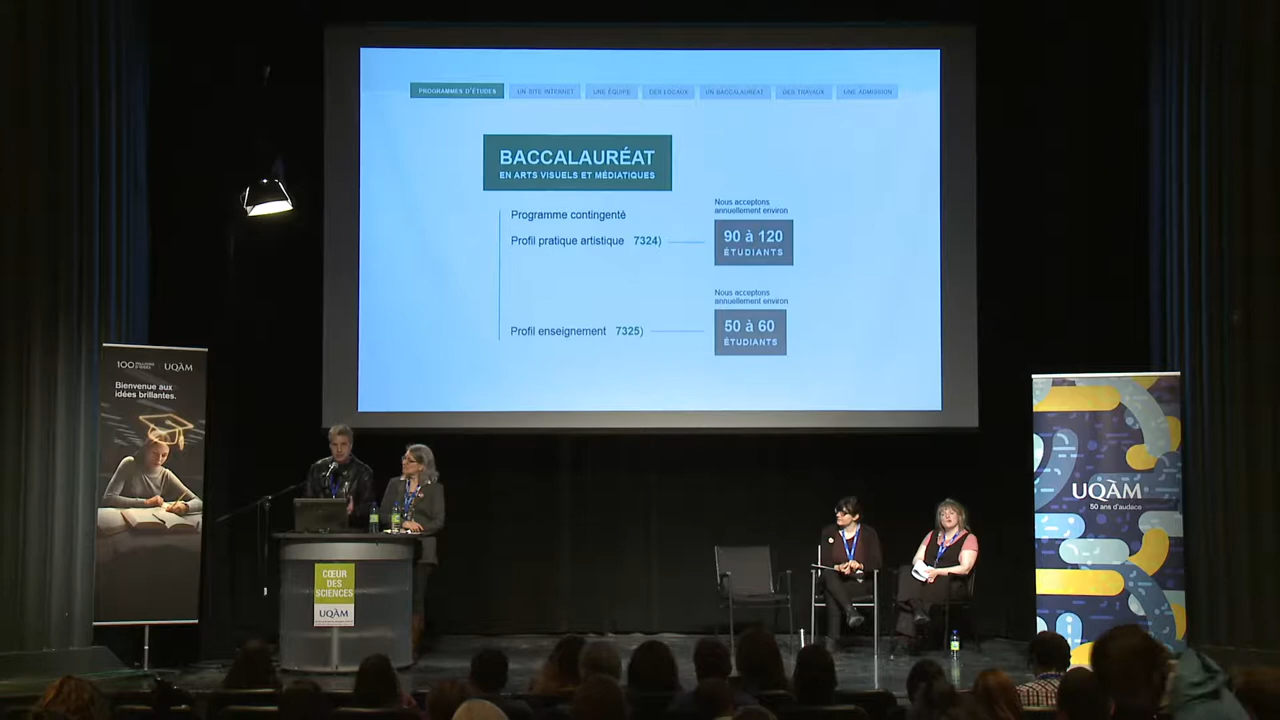 PROGRAMMES D'ÉTUDES
UN SITE INTERNET
UNE ÉQUIPE
DES LOCAUX
UN BACCALAURÉAT
DES TRAVAUX
UNE ADMISSION
BACCALAURÉAT
EN ARTS VISUELS ET MÉDIATIQUES
Programme contingenté
Profil pratique artistique 7324)
Nous acceptons
annuellement environ
90 à 120
ÉTUDIANTS
Profil enseignement 7325)
Nous acceptons
annuellement environ
50 à 60
ÉTUDIANTS
100 MILLIONS
D'IDÉES
UQÀM
Bienvenue aux
idées brillantes.
CŒUR
DES
SCIENCES
UQÀM
UQÀM
50 ans d'audace